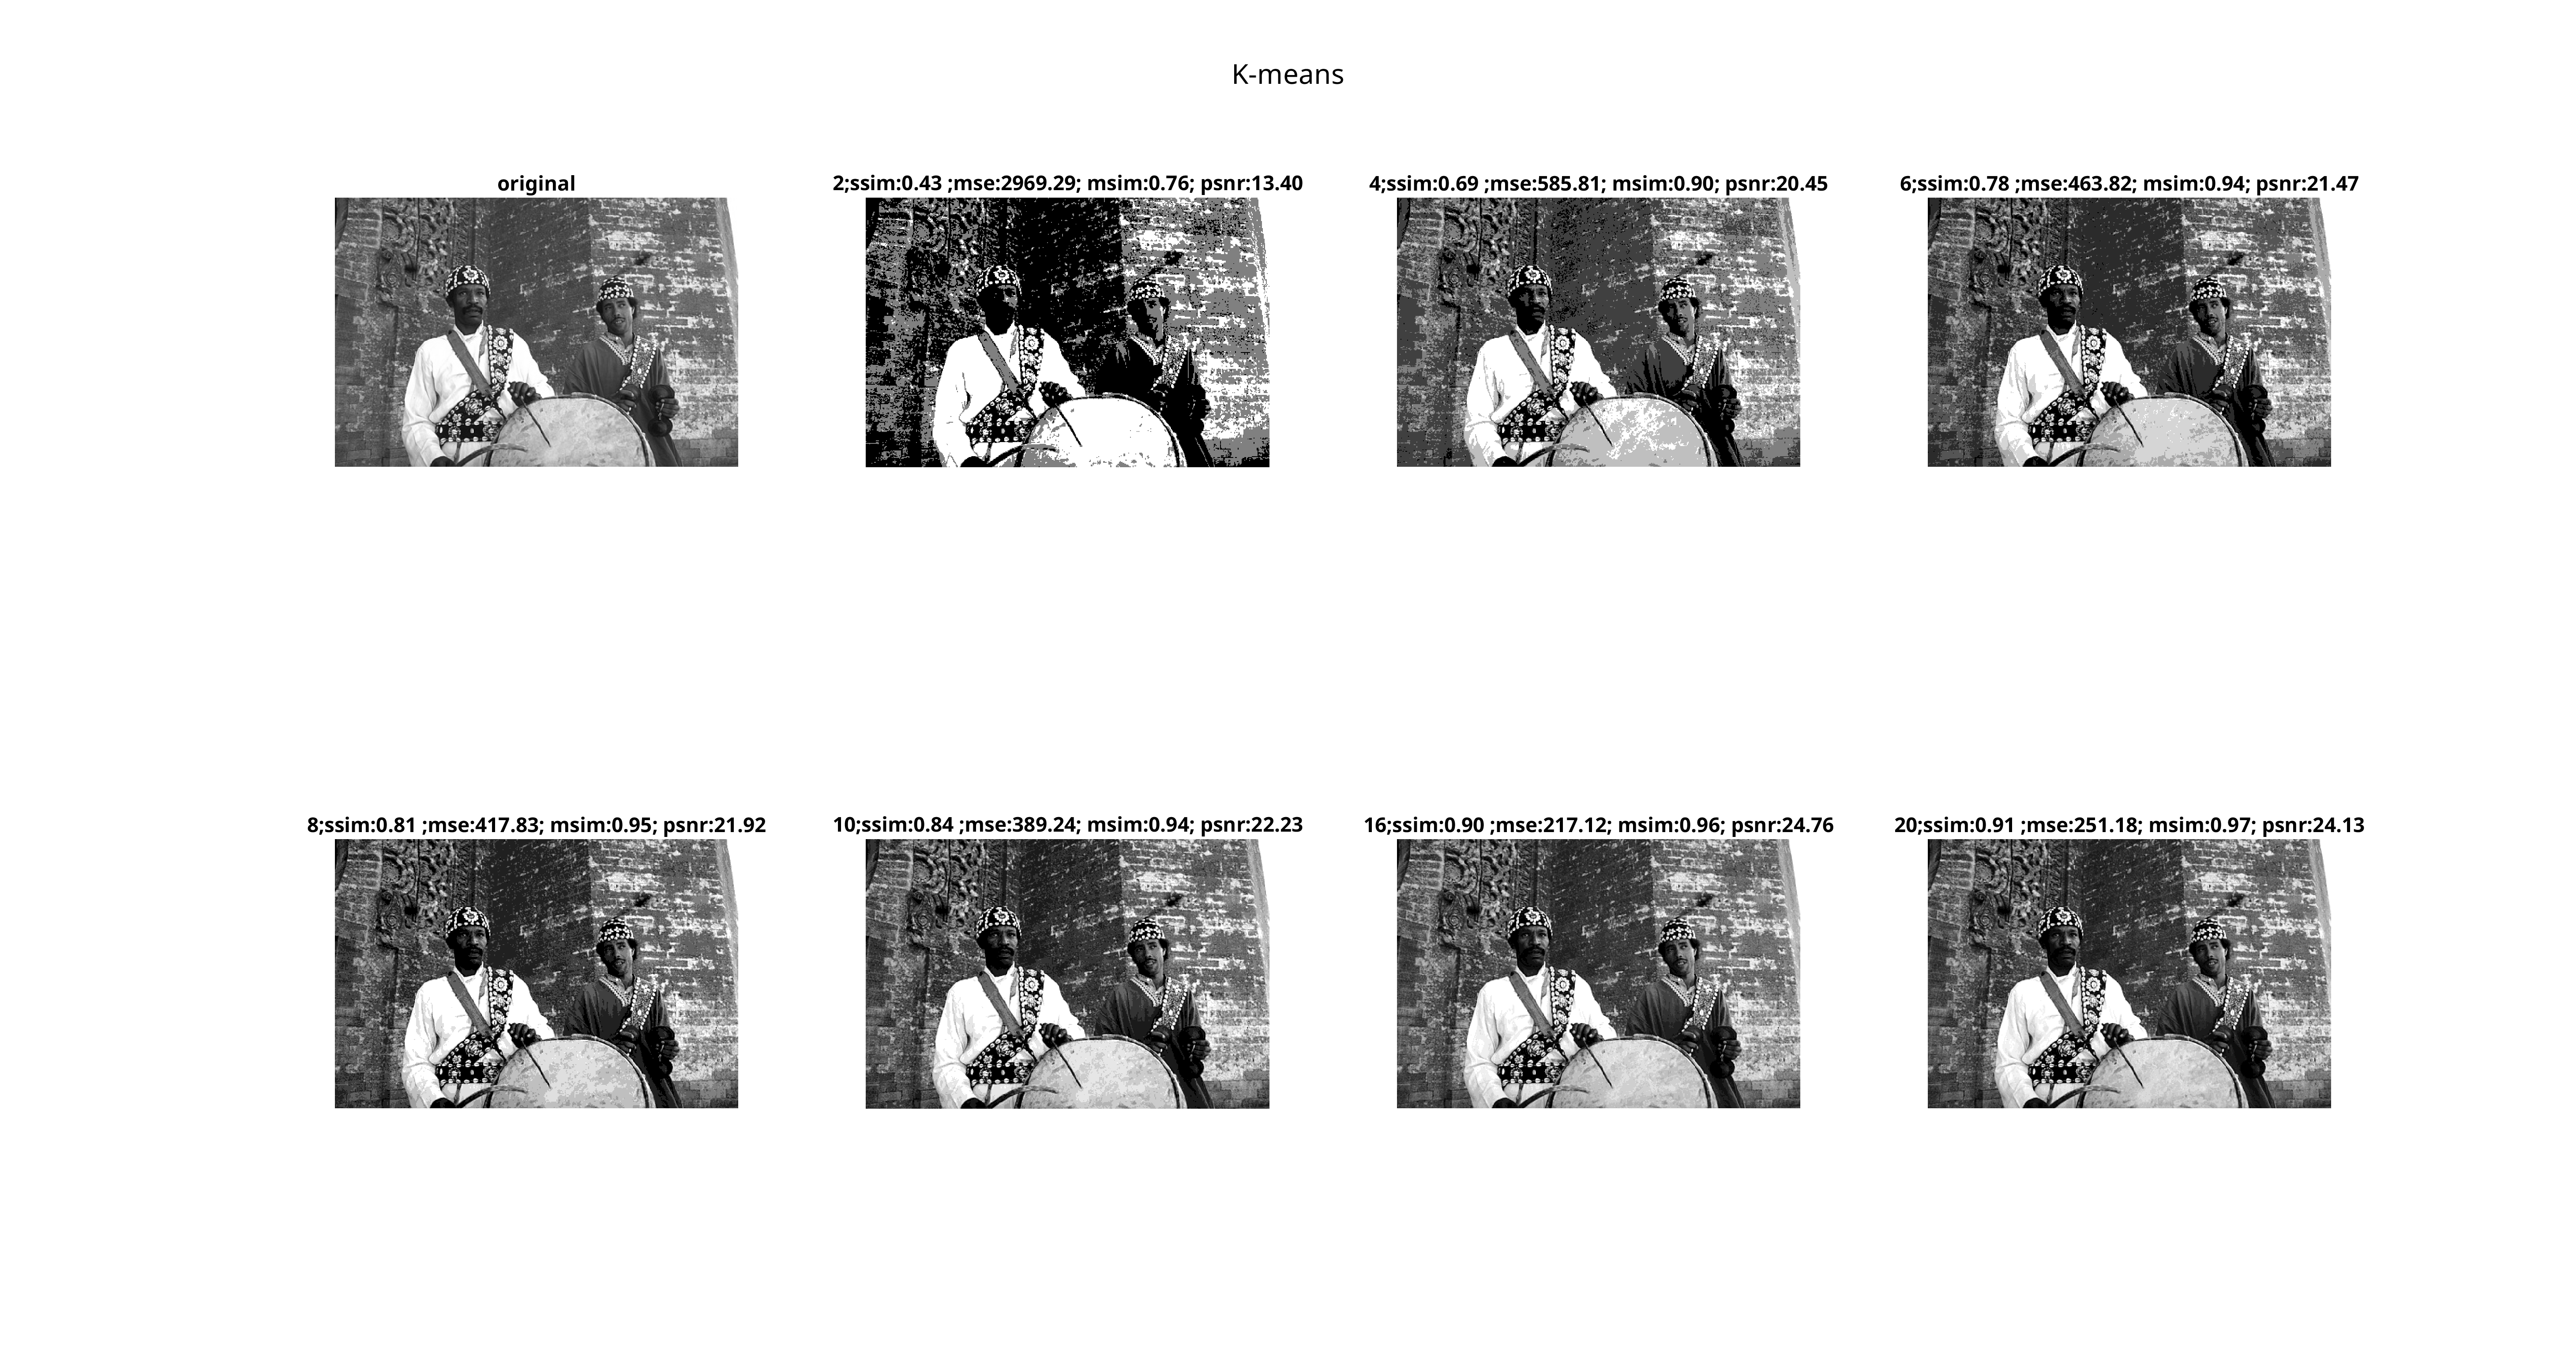 K-means
original
2;ssim:0.43 ;mse:2969.29; msim:0.76; psnr:13.40
4;ssim:0.69 ;mse:585.81; msim:0.90; psnr:20.45
6;ssim:0.78 ;mse:463.82; msim:0.94; psnr:21.47
8;ssim:0.81 ;mse:417.83; msim:0.95; psnr:21.92
10;ssim:0.84 ;mse:389.24; msim:0.94; psnr:22.23
16;ssim:0.90 ;mse:217.12; msim:0.96; psnr:24.76
20;ssim:0.91 ;mse:251.18; msim:0.97; psnr:24.13